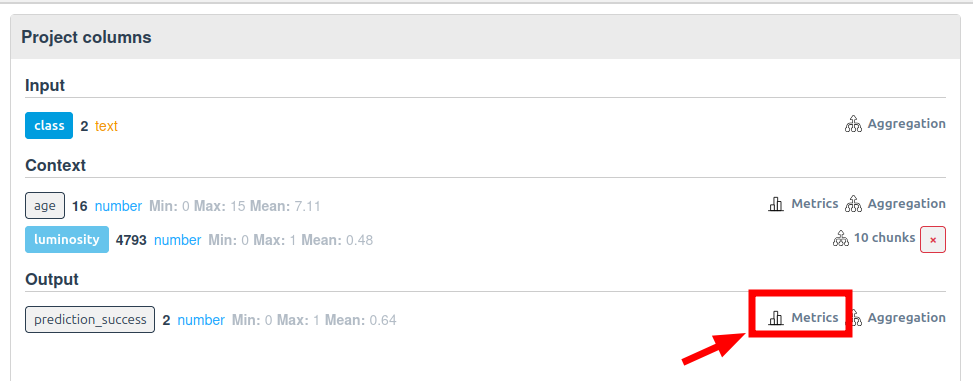 Project columns
Input
class 2 text Aggregation
Context
age 16 number Min: 0 Max: 15 Mean: 7.11 Metrics Aggregation
luminosity 4793 number Min: 0 Max: 1 Mean: 0.48 10 chunks ×
Output
prediction_success 2 number Min: 0 Max: 1 Mean: 0.64 Metrics Aggregation